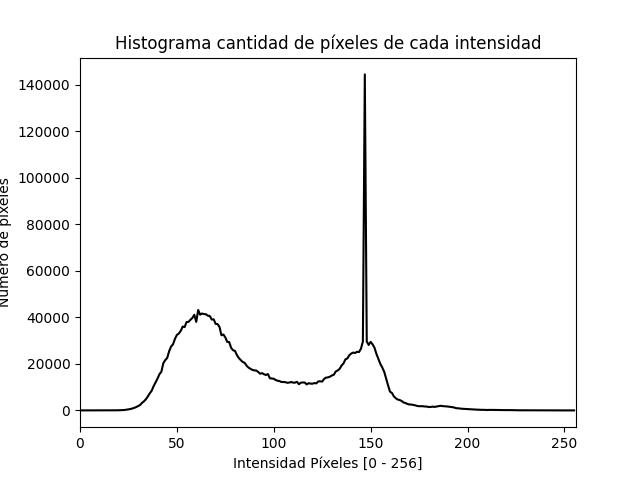 Histograma cantidad de píxeles de cada intensidad
140000
120000
100000
80000
60000
40000
20000
0
Número de píxeles
0 50 100 150 200 250
Intensidad Píxeles [0 - 256]